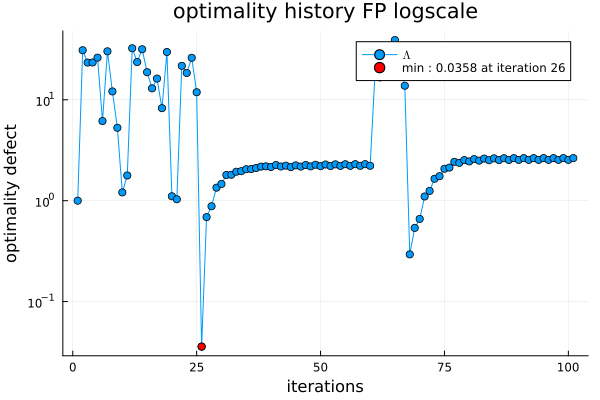 optimality history FP logscale
Λ
min : 0.0358 at iteration 26
10¹
10⁰
10⁻¹
optimality defect
0 25 50 75 100
iterations